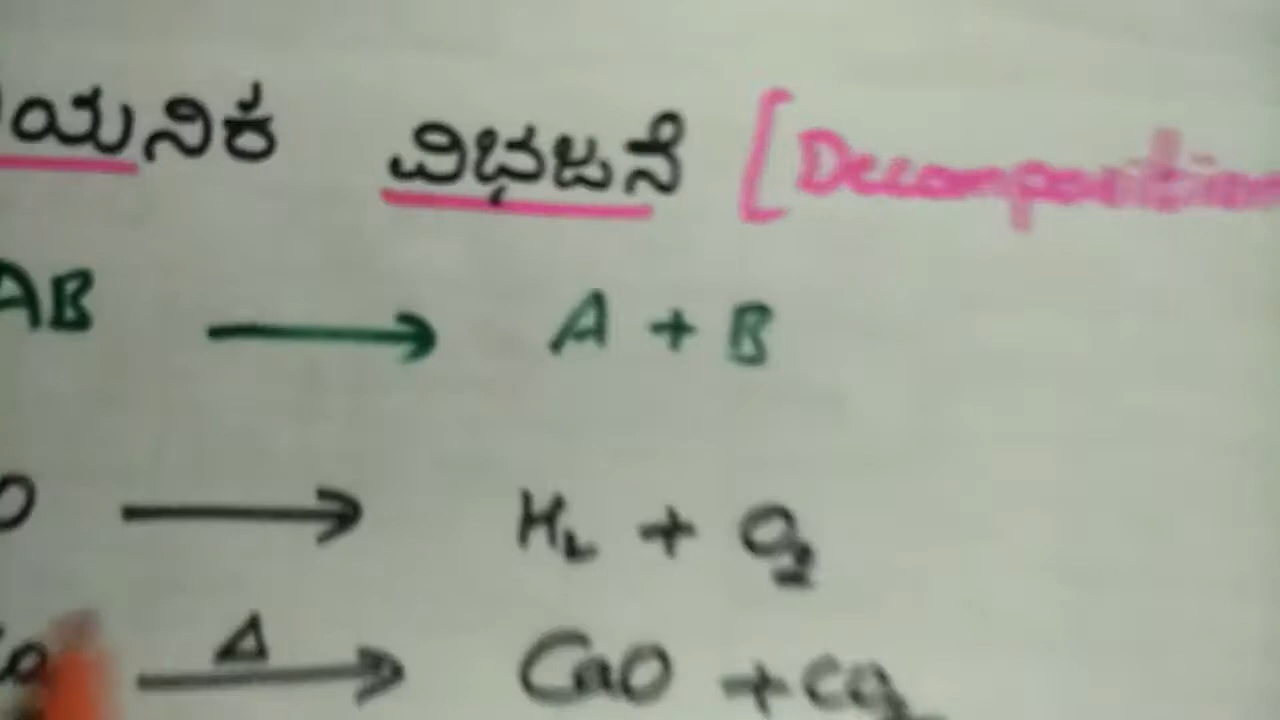 ಯನಿಕ ವಿಭಜನೆ [Decomposition
AB → A + B
O → H₂ + O₂
Δ → CaO + CO₂